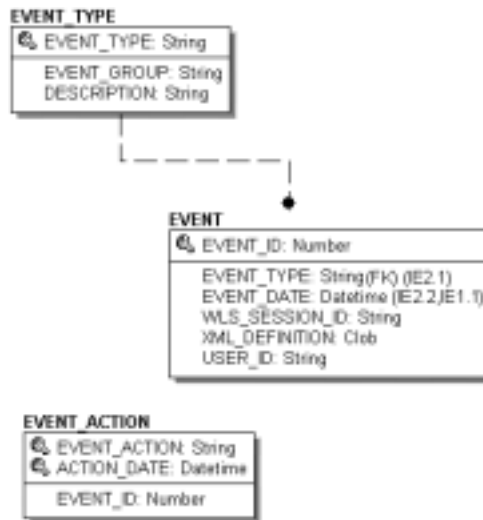 EVENT_TYPE
EVENT_TYPE: String
EVENT_GROUP: String
DESCRIPTION: String
EVENT
EVENT_ID: Number
EVENT_TYPE: String(FK) (IE2.1)
EVENT_DATE: Datetime (IE2.2,IE1.1)
WLS_SESSION_ID: String
XML_DEFINITION: Clob
USER_ID: String
EVENT_ACTION
EVENT_ACTION: String
ACTION_DATE: Datetime
EVENT_ID: Number